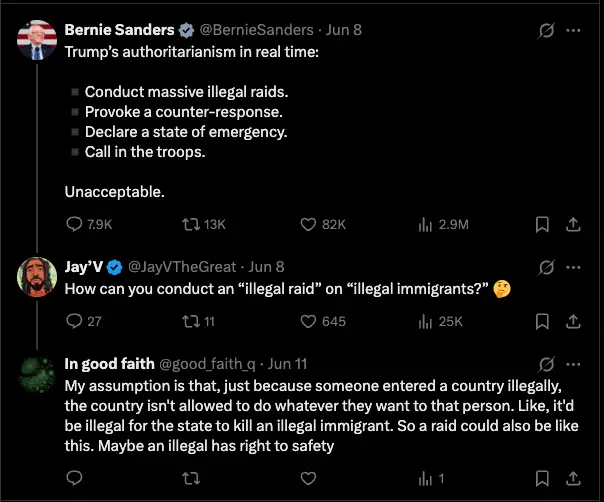 Bernie Sanders @BernieSanders · Jun 8
Trump's authoritarianism in real time:
Conduct massive illegal raids.
Provoke a counter-response.
Declare a state of emergency.
Call in the troops.
Unacceptable.
7.9K 13K 82K 2.9M
Jay'V @JayVTheGreat · Jun 8
How can you conduct an “illegal raid” on “illegal immigrants?” 🤔
27 11 645 25K
In good faith @good_faith_q · Jun 11
My assumption is that, just because someone entered a country illegally,
the country isn't allowed to do whatever they want to that person. Like, it'd
be illegal for the state to kill an illegal immigrant. So a raid could also be like
this. Maybe an illegal has right to safety
1